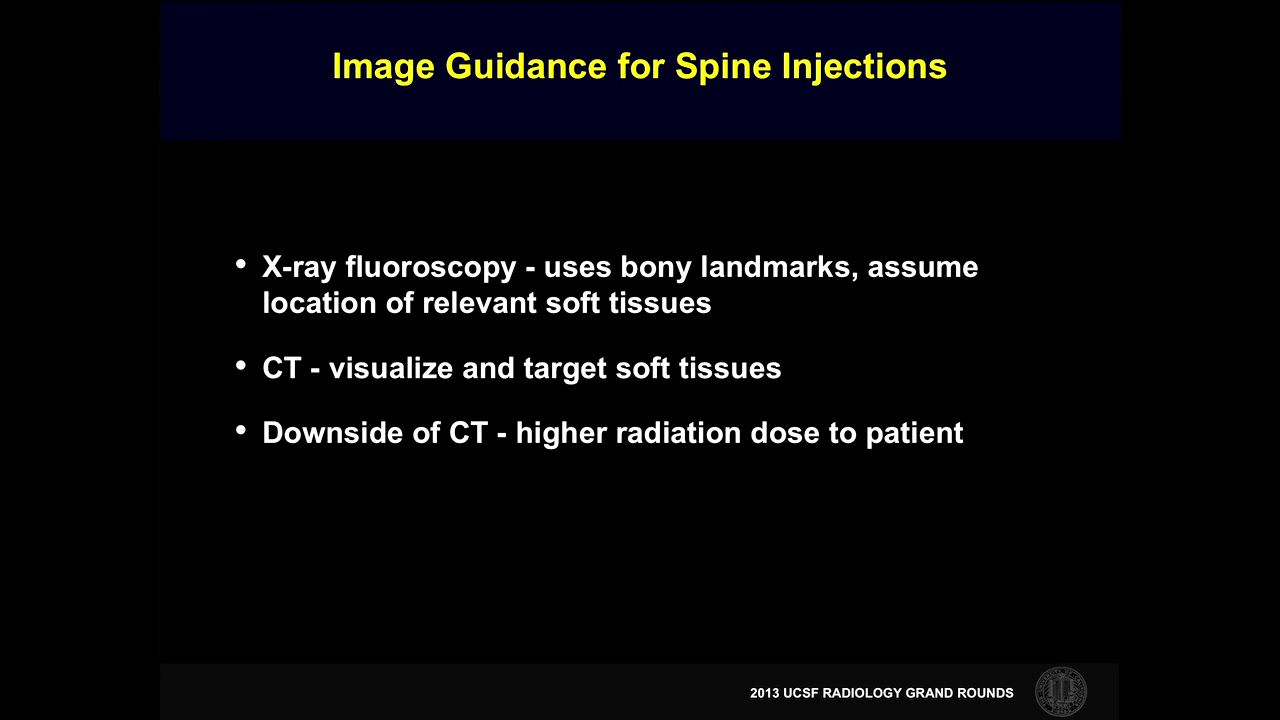 Image Guidance for Spine Injections
• X-ray fluoroscopy - uses bony landmarks, assume
location of relevant soft tissues
• CT - visualize and target soft tissues
• Downside of CT - higher radiation dose to patient
2013 UCSF RADIOLOGY GRAND ROUNDS